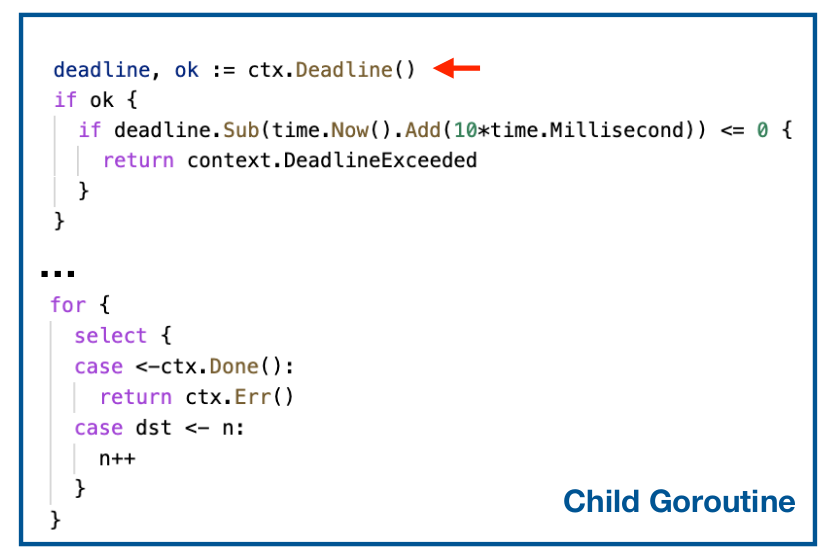 deadline, ok := ctx.Deadline()
if ok {
if deadline.Sub(time.Now().Add(10*time.Millisecond)) <= 0 {
return context.DeadlineExceeded
}
}
...
for {
select {
case <-ctx.Done():
return ctx.Err()
case dst <- n:
n++
}
}
Child Goroutine